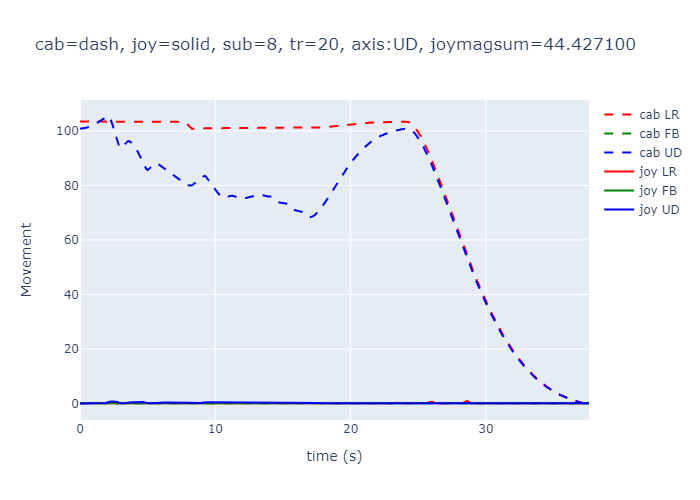 cab=dash, joy=solid, sub=8, tr=20, axis:UD, joymagsum=44.427100
cab LR
cab FB
cab UD
joy LR
joy FB
joy UD
Movement
100
80
60
40
20
0
0
10
20
30
time (s)